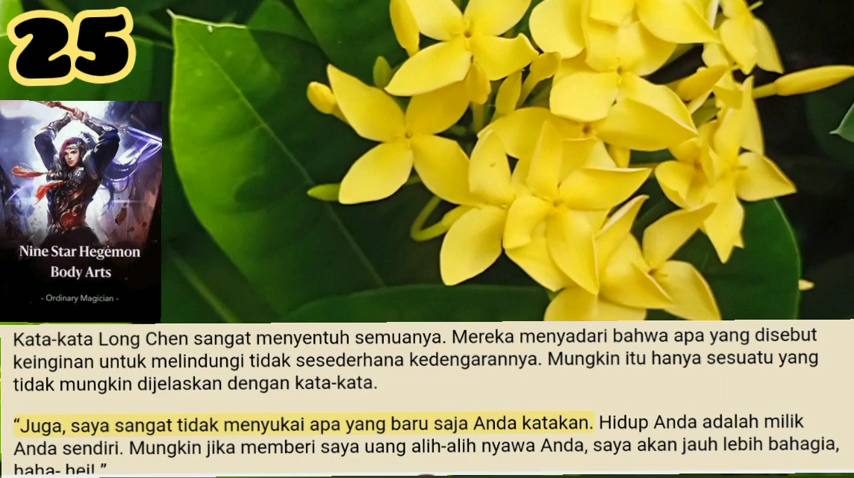 25
Nine Star Hegemon
Body Arts
- Ordinary Magician -
Kata-kata Long Chen sangat menyentuh semuanya. Mereka menyadari bahwa apa yang disebut
keinginan untuk melindungi tidak sesederhana kedengarannya. Mungkin itu hanya sesuatu yang
tidak mungkin dijelaskan dengan kata-kata.
“Juga, saya sangat tidak menyukai apa yang baru saja Anda katakan. Hidup Anda adalah milik
Anda sendiri. Mungkin jika memberi saya uang alih-alih nyawa Anda, saya akan jauh lebih bahagia,
haha- hei! ”